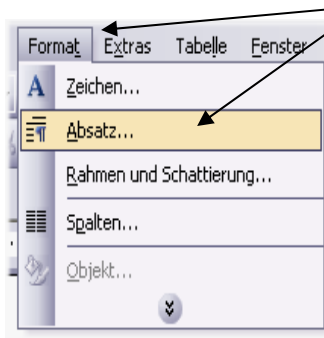 Format Extras Tabelle Fenster
Zeichen...
Absatz...
Rahmen und Schattierung...
Spalten...
Objekt...